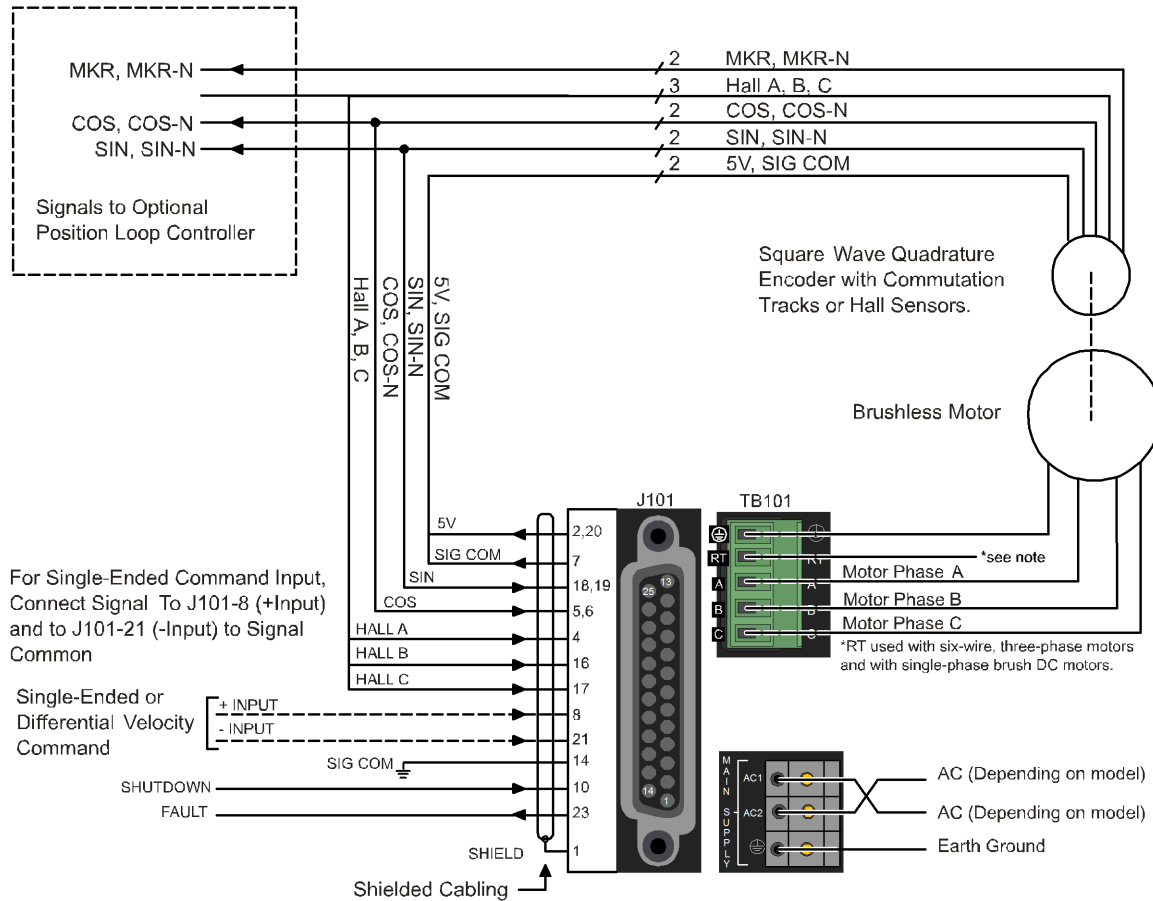 MKR, MKR-N
COS, COS-N
SIN, SIN-N
Signals to Optional
Position Loop Controller
2 MKR, MKR-N
3 Hall A, B, C
2 COS, COS-N
2 SIN, SIN-N
2 5V, SIG COM
Hall A, B, C
COS, COS-N
SIN, SIN-N
5V, SIG COM
Square Wave Quadrature
Encoder with Commutation
Tracks or Hall Sensors.
Brushless Motor
J101
13
25
14
1
TB101
RT
A
B
C
RT
A
B
C
*see note
Motor Phase A
Motor Phase B
Motor Phase C
*RT used with six-wire, three-phase motors
and with single-phase brush DC motors.
5V 2,20
SIG COM 7
SIN 18,19
COS 5,6
HALL A 4
HALL B 16
HALL C 17
+ INPUT 8
- INPUT 21
SIG COM 14
SHUTDOWN 10
FAULT 23
SHIELD 1
For Single-Ended Command Input,
Connect Signal To J101-8 (+Input)
and to J101-21 (-Input) to Signal
Common
Single-Ended or
Differential Velocity
Command
Shielded Cabling
MAIN SUPPLY
AC1
AC2
AC (Depending on model)
AC (Depending on model)
Earth Ground